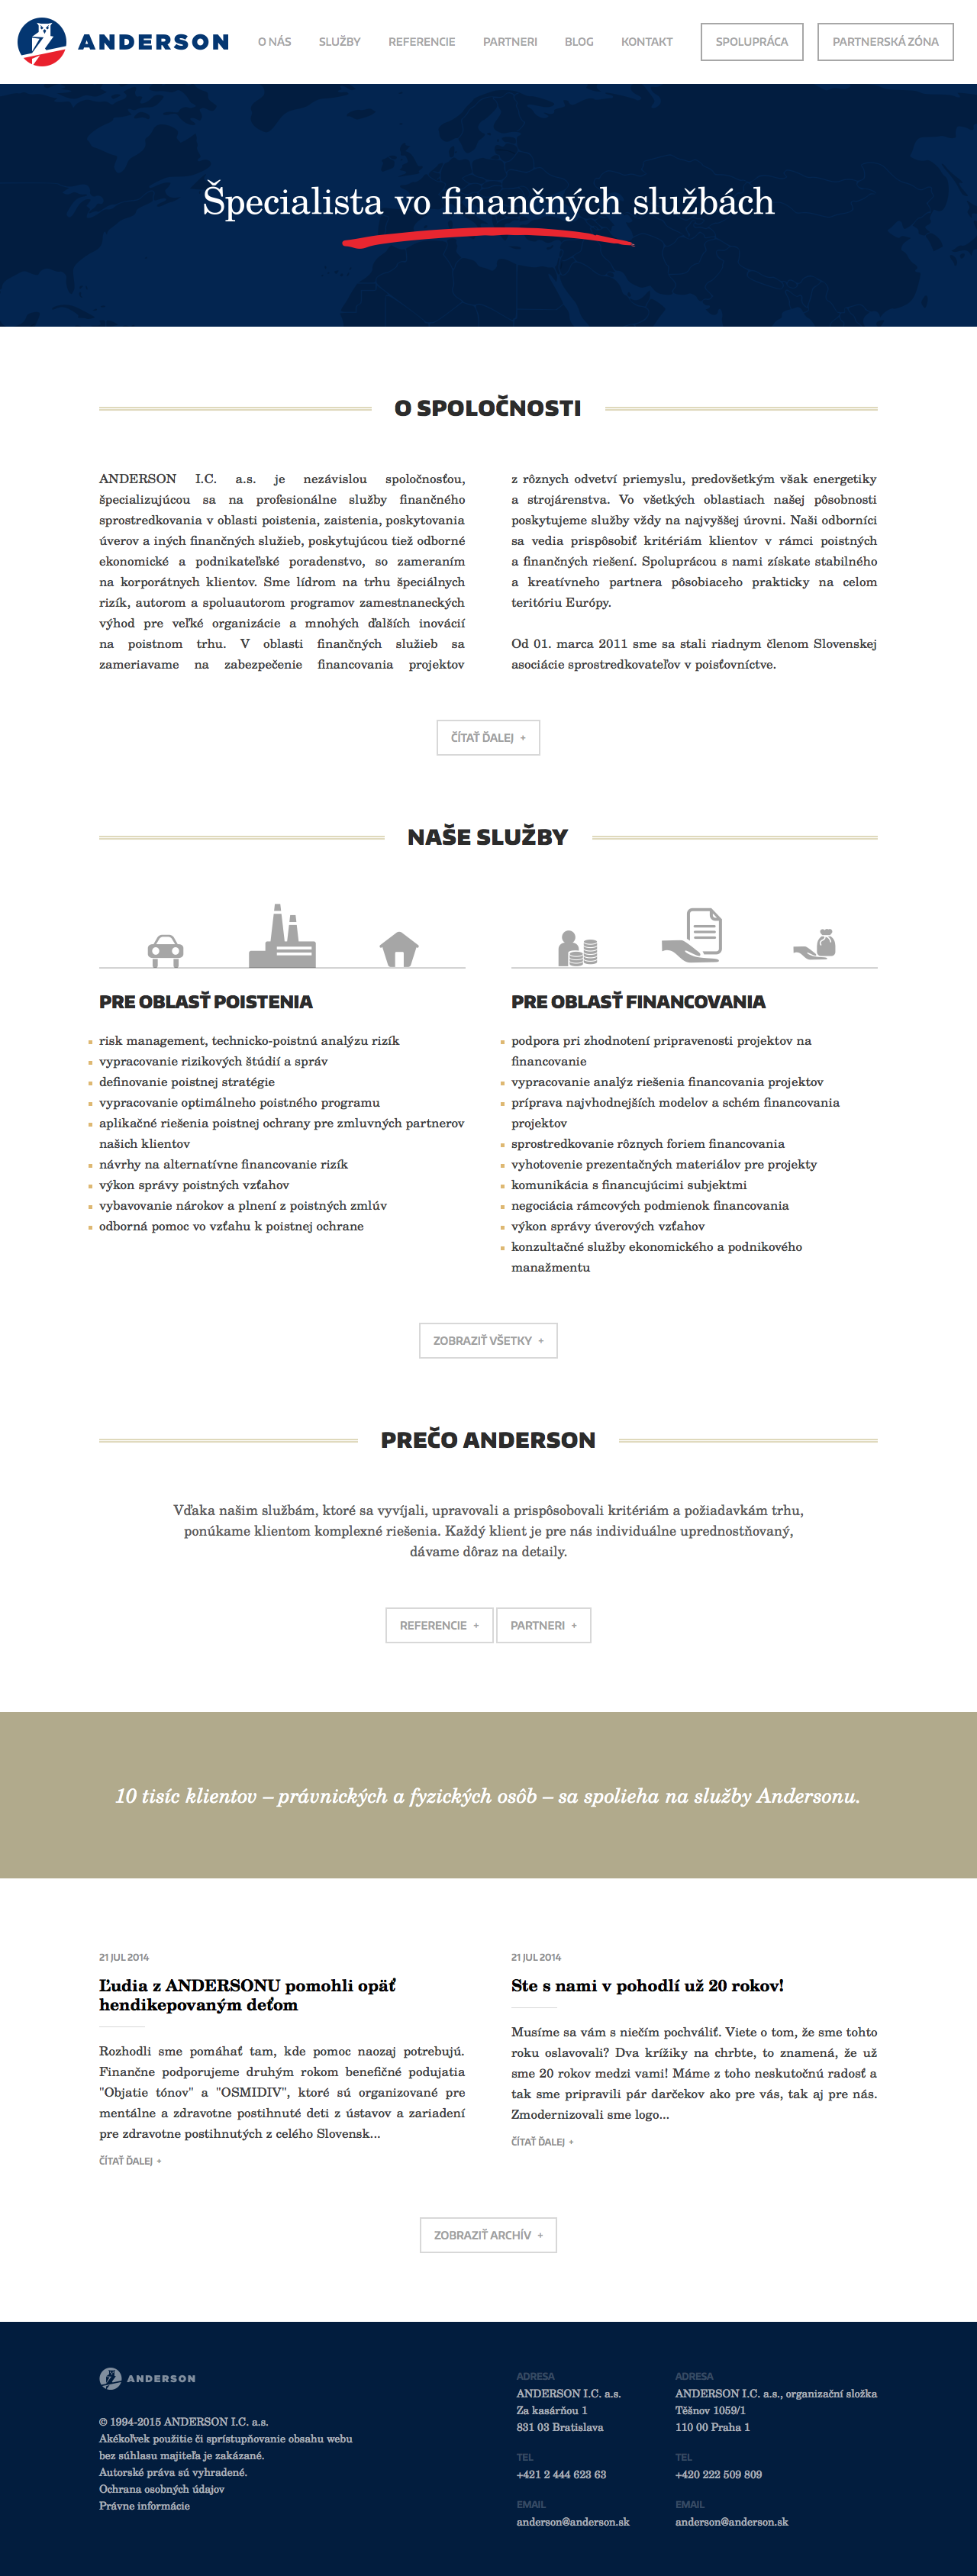 ANDERSON
O NÁS
SLUŽBY
REFERENCIE
PARTNERI
BLOG
KONTAKT
SPOLUPRÁCA
PARTNERSKÁ ZÓNA
Špecialista vo finančných službách
O SPOLOČNOSTI
ANDERSON I.C. a.s. je nezávislou spoločnosťou,
špecializujúcou sa na profesionálne služby finančného
sprostredkovania v oblasti poistenia, zaistenia, poskytovania
úverov a iných finančných služieb, poskytujúcou tiež odborné
ekonomické a podnikateľské poradenstvo, so zameraním
na korporátnych klientov. Sme lídrom na trhu špeciálnych
rizík, autorom a spoluautorom programov zamestnaneckých
výhod pre veľké organizácie a mnohých ďalších inovácií
na poistnom trhu. V oblasti finančných služieb sa
zameriavame na zabezpečenie financovania projektov
z rôznych odvetví priemyslu, predovšetkým však energetiky
a strojárenstva. Vo všetkých oblastiach našej pôsobnosti
poskytujeme služby vždy na najvyššej úrovni. Naši odborníci
sa vedia prispôsobiť kritériám klientov v rámci poistných
a finančných riešení. Spoluprácou s nami získate stabilného
a kreatívneho partnera pôsobiaceho prakticky na celom
teritóriu Európy.
Od 01. marca 2011 sme sa stali riadnym členom Slovenskej
asociácie sprostredkovateľov v poisťovníctve.
ČÍTAŤ ĎALEJ +
NAŠE SLUŽBY
PRE OBLASŤ POISTENIA
risk management, technicko-poistnú analýzu rizík
vypracovanie rizikových štúdií a správ
definovanie poistnej stratégie
vypracovanie optimálneho poistného programu
aplikačné riešenia poistnej ochrany pre zmluvných partnerov
našich klientov
návrhy na alternatívne financovanie rizík
výkon správy poistných vzťahov
vybavovanie nárokov a plnení z poistných zmlúv
odborná pomoc vo vzťahu k poistnej ochrane
PRE OBLASŤ FINANCOVANIA
podpora pri zhodnotení pripravenosti projektov na
financovanie
vypracovanie analýz riešenia financovania projektov
príprava najvhodnejších modelov a schém financovania
projektov
sprostredkovanie rôznych foriem financovania
vyhotovenie prezentačných materiálov pre projekty
komunikácia s financujúcimi subjektmi
negociácia rámcových podmienok financovania
výkon správy úverových vzťahov
konzultačné služby ekonomického a podnikového
manažmentu
ZOBRAZIŤ VŠETKY +
PREČO ANDERSON
Vďaka našim službám, ktoré sa vyvíjali, upravovali a prispôsobovali kritériám a požiadavkám trhu,
ponúkame klientom komplexné riešenia. Každý klient je pre nás individuálne uprednostňovaný,
dávame dôraz na detaily.
REFERENCIE +
PARTNERI +
10 tisíc klientov – právnických a fyzických osôb – sa spolieha na služby Andersonu.
21 JUL 2014
Ľudia z ANDERSONU pomohli opäť
hendikepovaným deťom
Rozhodli sme pomáhať tam, kde pomoc naozaj potrebujú.
Finančne podporujeme druhým rokom benefičné podujatia
"Objatie tónov" a "OSMIDIV", ktoré sú organizované pre
mentálne a zdravotne postihnuté deti z ústavov a zariadení
pre zdravotne postihnutých z celého Slovensk...
ČÍTAŤ ĎALEJ +
21 JUL 2014
Ste s nami v pohodlí už 20 rokov!
Musíme sa vám s niečím pochváliť. Viete o tom, že sme tohto
roku oslavovali? Dva krížiky na chrbte, to znamená, že už
sme 20 rokov medzi vami! Máme z toho neskutočnú radosť a
tak sme pripravili pár darčekov ako pre vás, tak aj pre nás.
Zmodernizovali sme logo...
ČÍTAŤ ĎALEJ +
ZOBRAZIŤ ARCHÍV +
ANDERSON
© 1994-2015 ANDERSON I.C. a.s.
Akékoľvek použitie či sprístupňovanie obsahu webu
bez súhlasu majiteľa je zakázané.
Autorské práva sú vyhradené.
Ochrana osobných údajov
Právne informácie
ADRESA
ANDERSON I.C. a.s.
Za kasárňou 1
831 03 Bratislava
TEL
+421 2 444 623 63
EMAIL
anderson@anderson.sk
ADRESA
ANDERSON I.C. a.s., organizační složka
Těšnov 1059/1
110 00 Praha 1
TEL
+420 222 509 809
EMAIL
anderson@anderson.sk